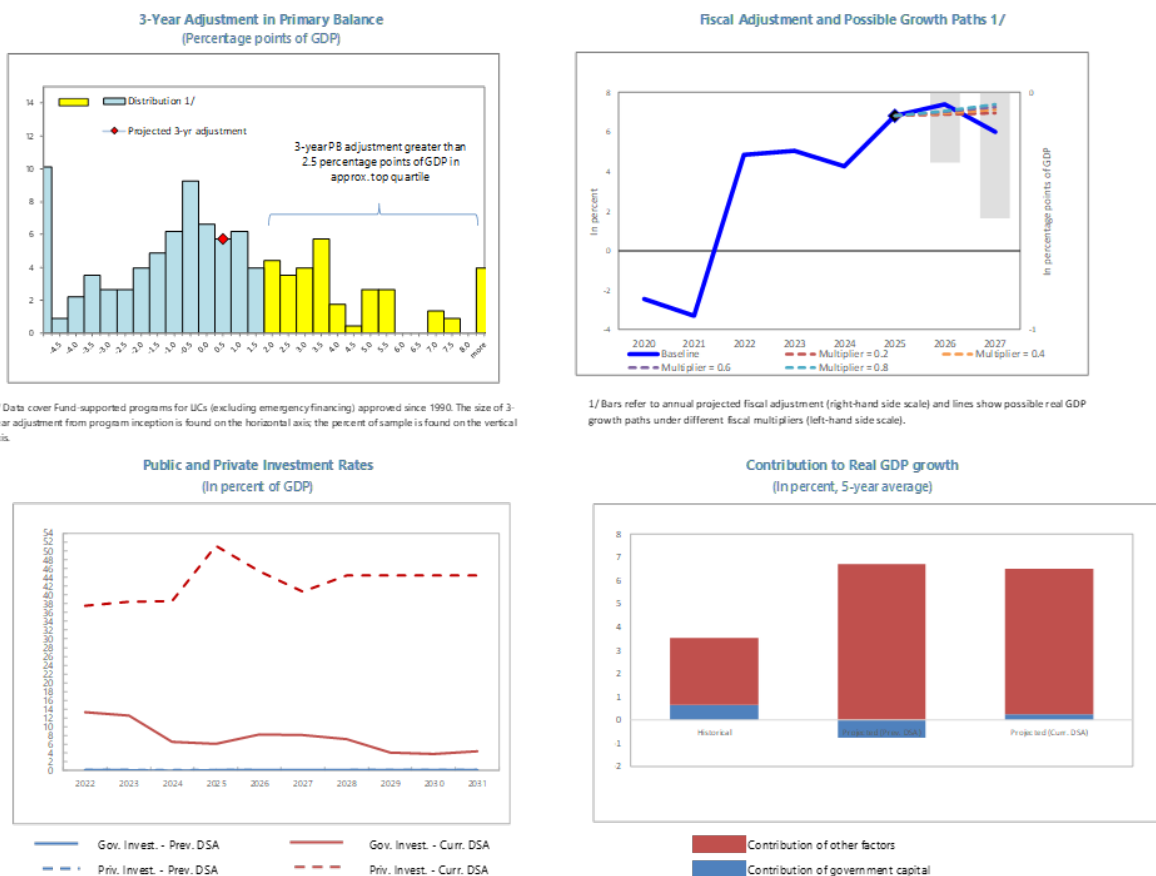 3-Year Adjustment in Primary Balance
(Percentage points of GDP)
14
12
10
8
6
4
2
0
Distribution 1/
Projected 3-yr adjustment
3-year PB adjustment greater than
2.5 percentage points of GDP in
approx. top quartile
-4.5 -4.0 -3.5 -3.0 -2.5 -2.0 -1.5 -1.0 -0.5 0.0 0.5 1.0 1.5 2.0 2.5 3.0 3.5 4.0 4.5 5.0 5.5 6.0 6.5 7.0 7.5 8.0 more
Data cover Fund-supported programs for LICs (excluding emergency financing) approved since 1990. The size of 3-
ar adjustment from program inception is found on the horizontal axis; the percent of sample is found on the vertical
is.
Fiscal Adjustment and Possible Growth Paths 1/
In percent
8
6
4
2
0
-2
-4
0
-1
In percentage points of GDP
2020 2021 2022 2023 2024 2025 2026 2027
Baseline Multiplier = 0.2 Multiplier = 0.4
Multiplier = 0.6 Multiplier = 0.8
1/ Bars refer to annual projected fiscal adjustment (right-hand side scale) and lines show possible real GDP
growth paths under different fiscal multipliers (left-hand side scale).
Public and Private Investment Rates
(In percent of GDP)
54
52
50
48
46
44
42
40
38
36
34
32
30
28
26
24
22
20
18
16
14
12
10
8
6
4
2
0
2022 2023 2024 2025 2026 2027 2028 2029 2030 2031
Gov. Invest. - Prev. DSA Gov. Invest. - Curr. DSA
Priv. Invest. - Prev. DSA Priv. Invest. - Curr. DSA
Contribution to Real GDP growth
(In percent, 5-year average)
8
7
6
5
4
3
2
1
0
-1
-2
Historical Projected (Prev. DSA) Projected (Curr. DSA)
Contribution of other factors
Contribution of government capital